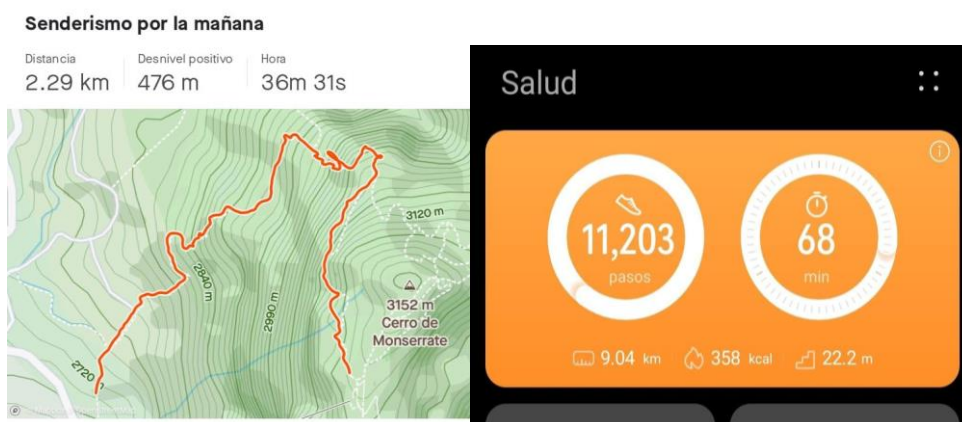 Senderismo por la mañana
Distancia
Desnivel positivo
Hora
2.29 km
476 m
36m 31s
3120 m
2840 m
3152 m
Cerro de
Monserrate
2990 m
2720 m
Salud
11,203
pasos
68
min
9.04 km
358 kcal
22.2 m